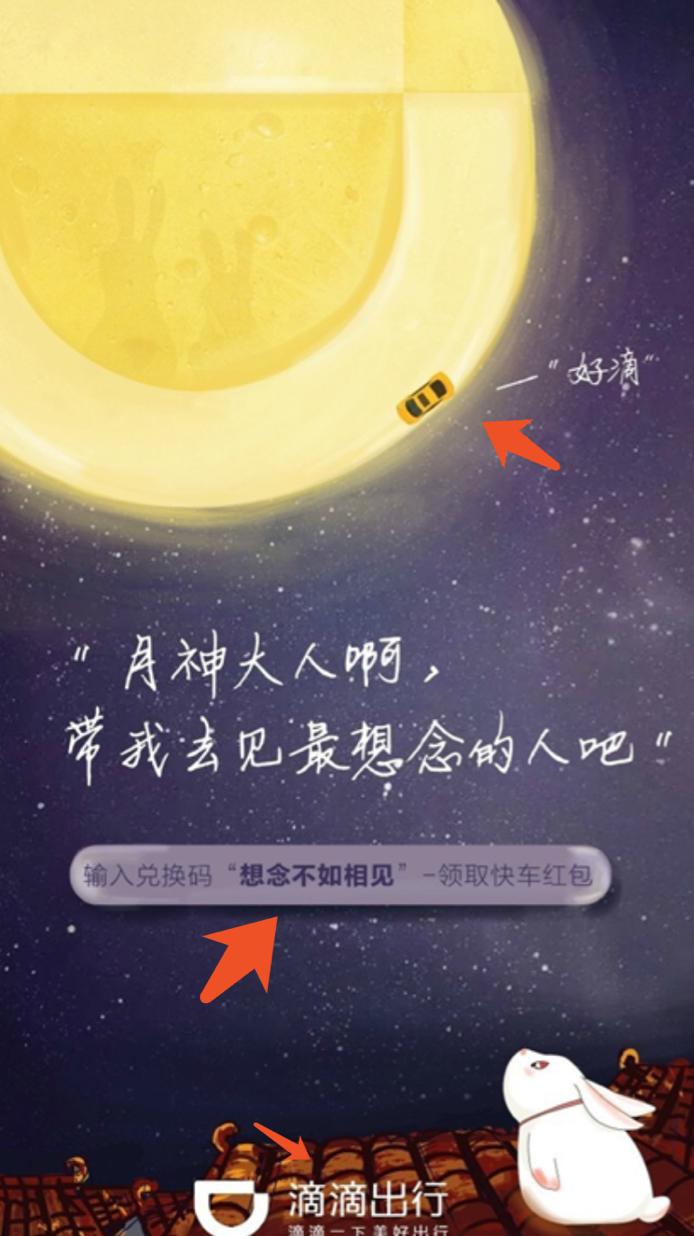 —"好滴"
"月神大人啊,
带我去见最想念的人吧"
输入兑换码“想念不如相见”-领取快车红包
滴滴出行
滴滴一下美好出行